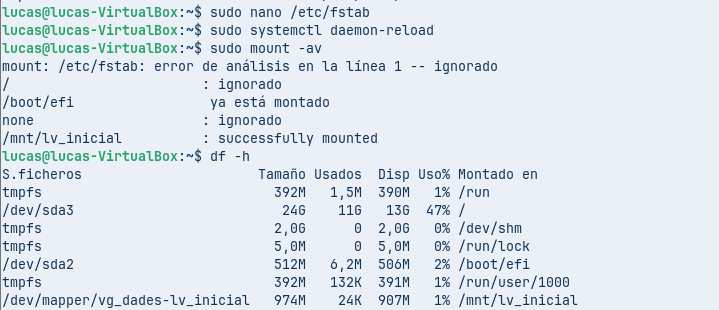 lucas@lucas-VirtualBox:~$ sudo nano /etc/fstab
lucas@lucas-VirtualBox:~$ sudo systemctl daemon-reload
lucas@lucas-VirtualBox:~$ sudo mount -av
mount: /etc/fstab: error de análisis en la línea 1 -- ignorado
/                        : ignorado
/boot/efi                 ya está montado
none                     : ignorado
/mnt/lv_inicial          : successfully mounted
lucas@lucas-VirtualBox:~$ df -h
S.ficheros                      Tamaño Usados  Disp Uso% Montado en
tmpfs                             392M   1,5M  390M   1% /run
/dev/sda3                          24G    11G   13G  47% /
tmpfs                             2,0G      0  2,0G   0% /dev/shm
tmpfs                             5,0M      0  5,0M   0% /run/lock
/dev/sda2                         512M   6,2M  506M   2% /boot/efi
tmpfs                             392M   132K  391M   1% /run/user/1000
/dev/mapper/vg_dades-lv_inicial   974M    24K  907M   1% /mnt/lv_inicial